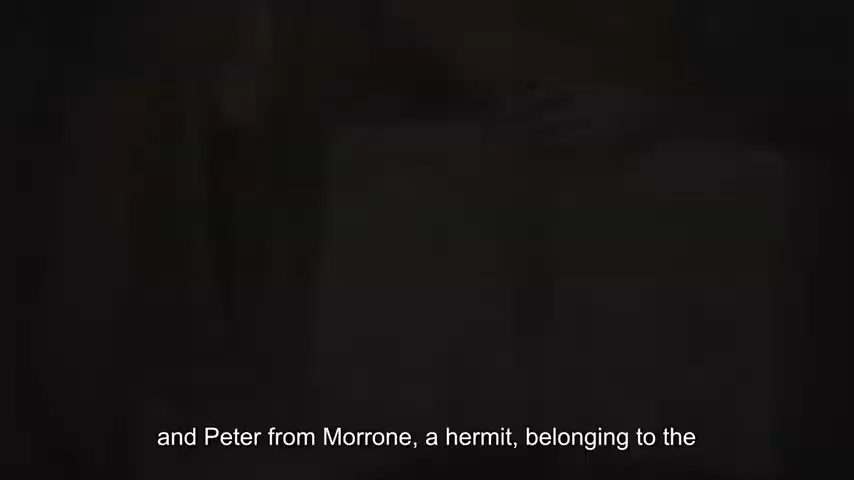 and Peter from Morrone, a hermit, belonging to the